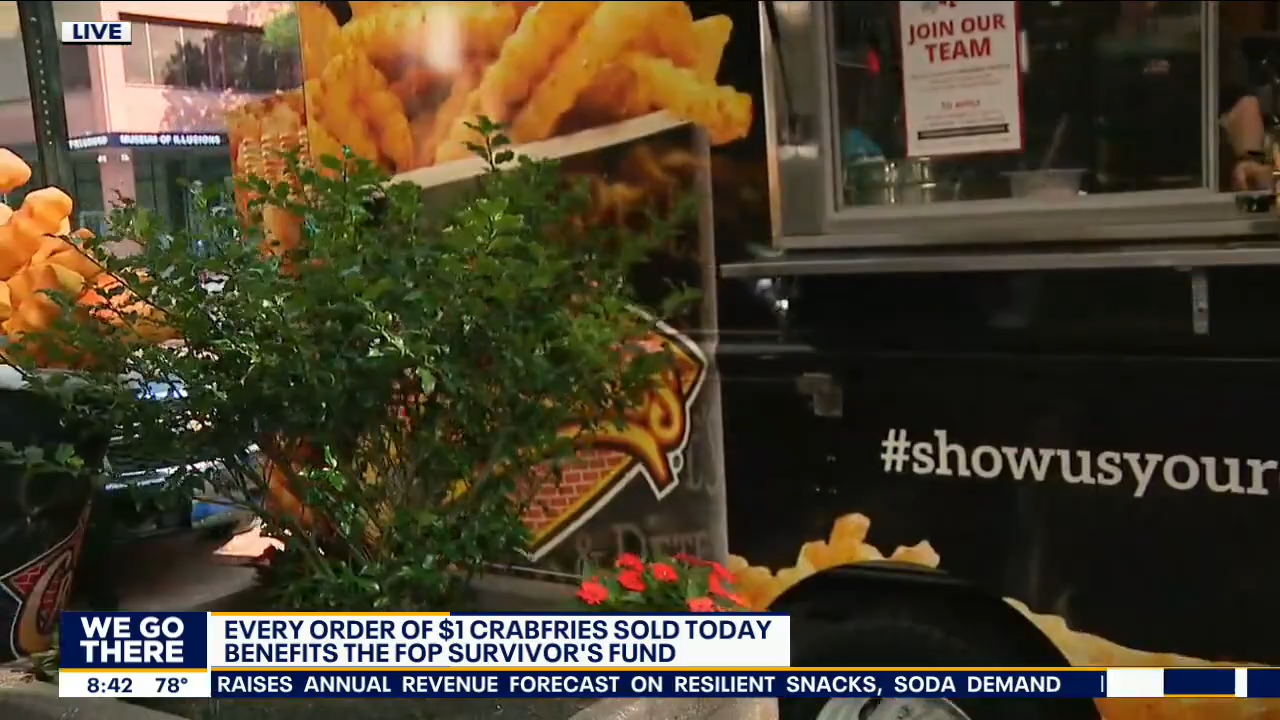 LIVE
JOIN OUR
TEAM
TO APPLY
MUSEUM OF ILLUSIONS
#showusyour
WE GO
THERE
EVERY ORDER OF $1 CRABFRIES SOLD TODAY
BENEFITS THE FOP SURVIVOR'S FUND
8:42 78°
RAISES ANNUAL REVENUE FORECAST ON RESILIENT SNACKS, SODA DEMAND